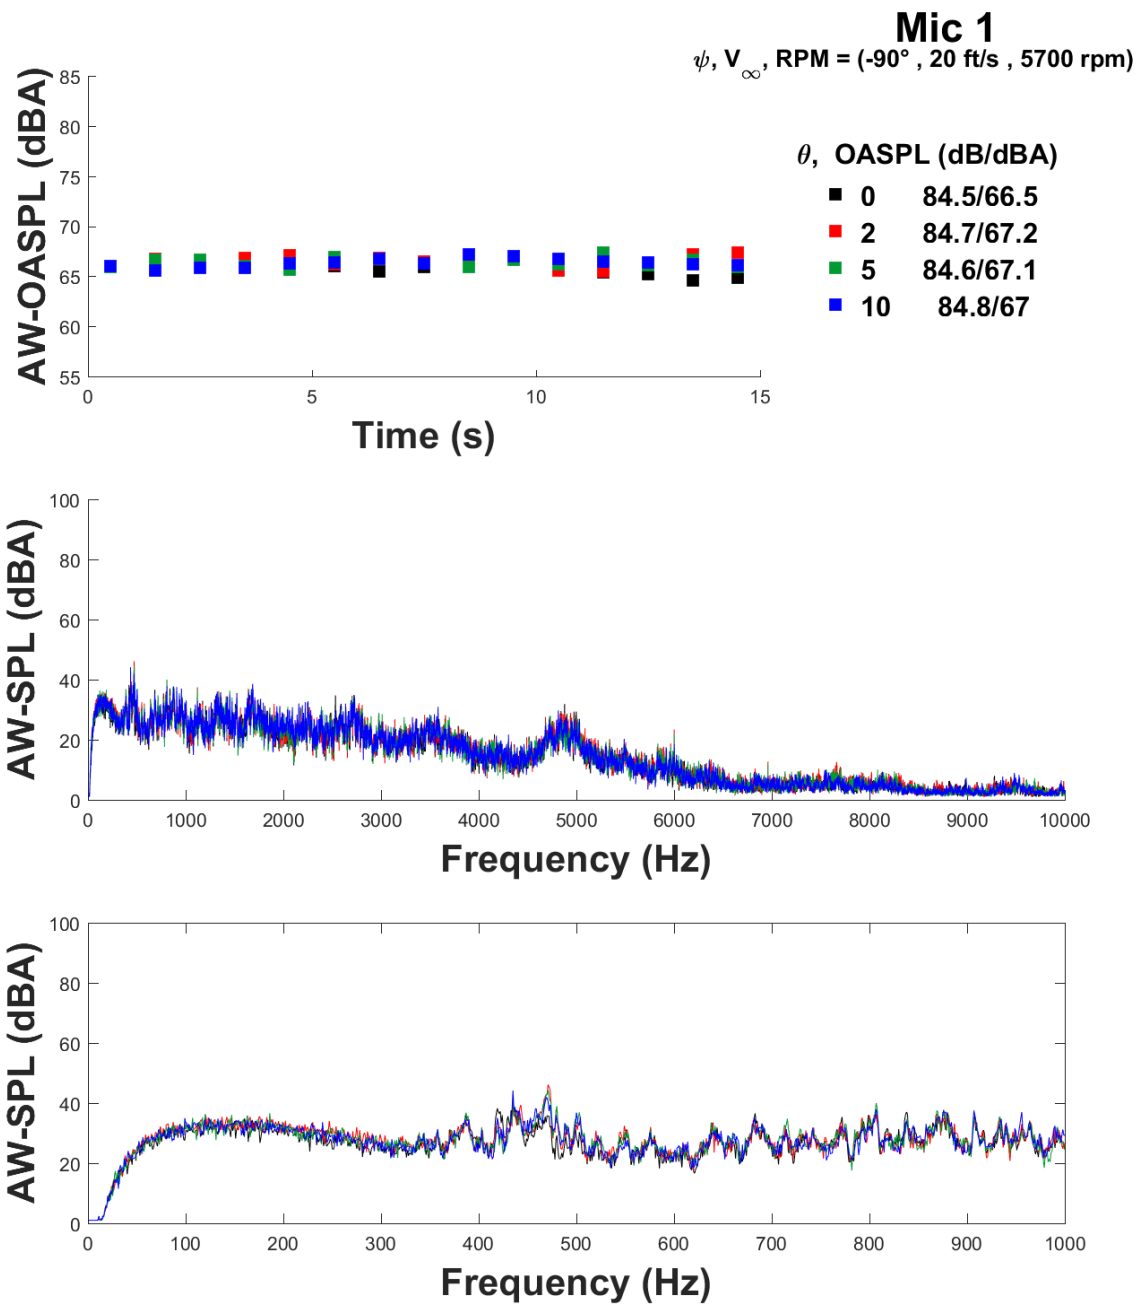 Mic 1
ψ, V∞, RPM = (-90° , 20 ft/s , 5700 rpm)
θ, OASPL (dB/dBA)
0 84.5/66.5
2 84.7/67.2
5 84.6/67.1
10 84.8/67
AW-OASPL (dBA)
85
80
75
70
65
60
55
0 5 10 15
Time (s)
AW-SPL (dBA)
100
80
60
40
20
0
0 1000 2000 3000 4000 5000 6000 7000 8000 9000 10000
Frequency (Hz)
AW-SPL (dBA)
100
80
60
40
20
0
0 100 200 300 400 500 600 700 800 900 1000
Frequency (Hz)